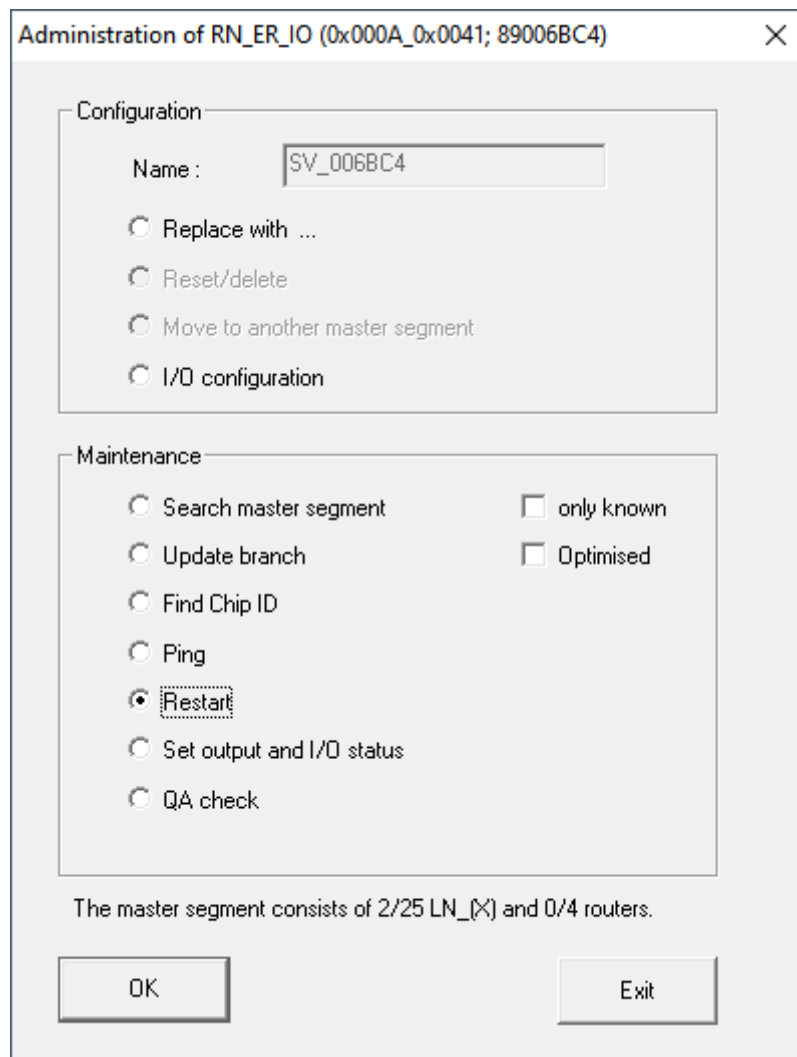 Administration of RN_ER_IO (0x000A_0x0041; 89006BC4)
Configuration
Name :
SV_006BC4
Replace with ...
Reset/delete
Move to another master segment
I/O configuration
Maintenance
Search master segment
only known
Update branch
Optimised
Find Chip ID
Ping
Restart
Set output and I/O status
QA check
The master segment consists of 2/25 LN_(X) and 0/4 routers.
OK
Exit